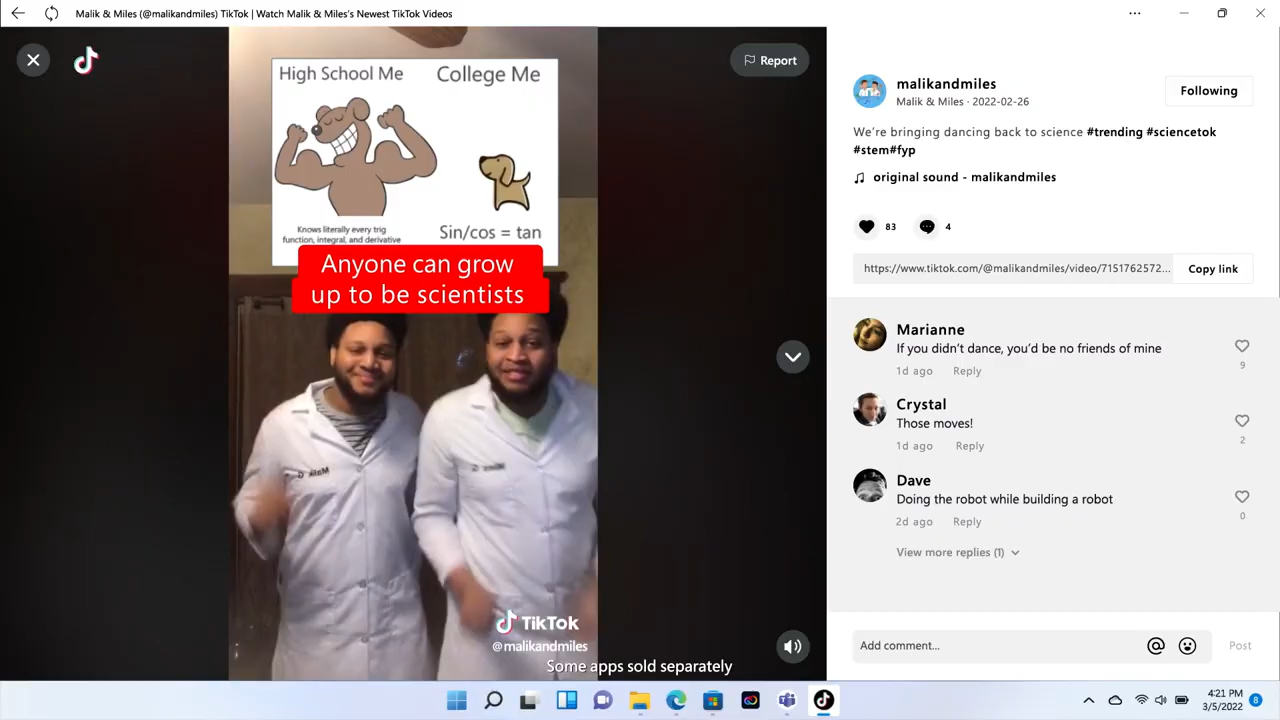 Malik & Miles (@malikandmiles) TikTok | Watch Malik & Miles's Newest TikTok Videos
Report
High School Me
College Me
Knows literally every trig
function, integral, and derivative
Sin/cos = tan
Anyone can grow
up to be scientists
Malik G
TikTok
@malikandmiles
Some apps sold separately
malikandmiles
Malik & Miles · 2022-02-26
Following
We're bringing dancing back to science #trending #sciencetok
#stem#fyp
original sound - malikandmiles
83
4
https://www.tiktok.com/@malikandmiles/video/7151762572...
Copy link
Marianne
If you didn't dance, you'd be no friends of mine
1d ago Reply
9
Crystal
Those moves!
1d ago Reply
2
Dave
Doing the robot while building a robot
2d ago Reply
0
View more replies (1)
Add comment...
Post
4:21 PM
3/5/2022
8